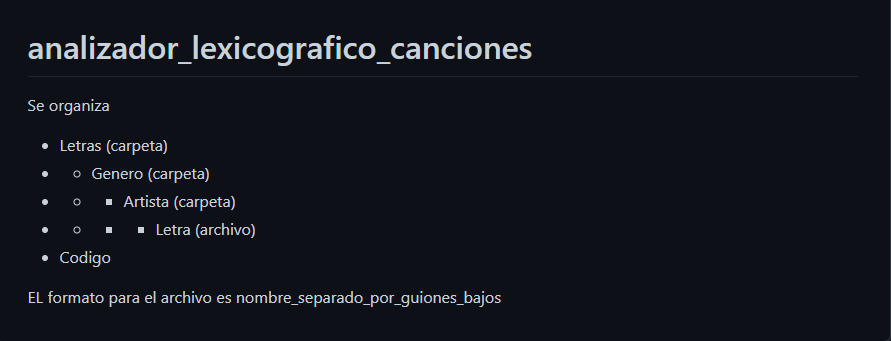 analizador_lexicografico_canciones
Se organiza
Letras (carpeta)
Genero (carpeta)
Artista (carpeta)
Letra (archivo)
Codigo
EL formato para el archivo es nombre_separado_por_guiones_bajos